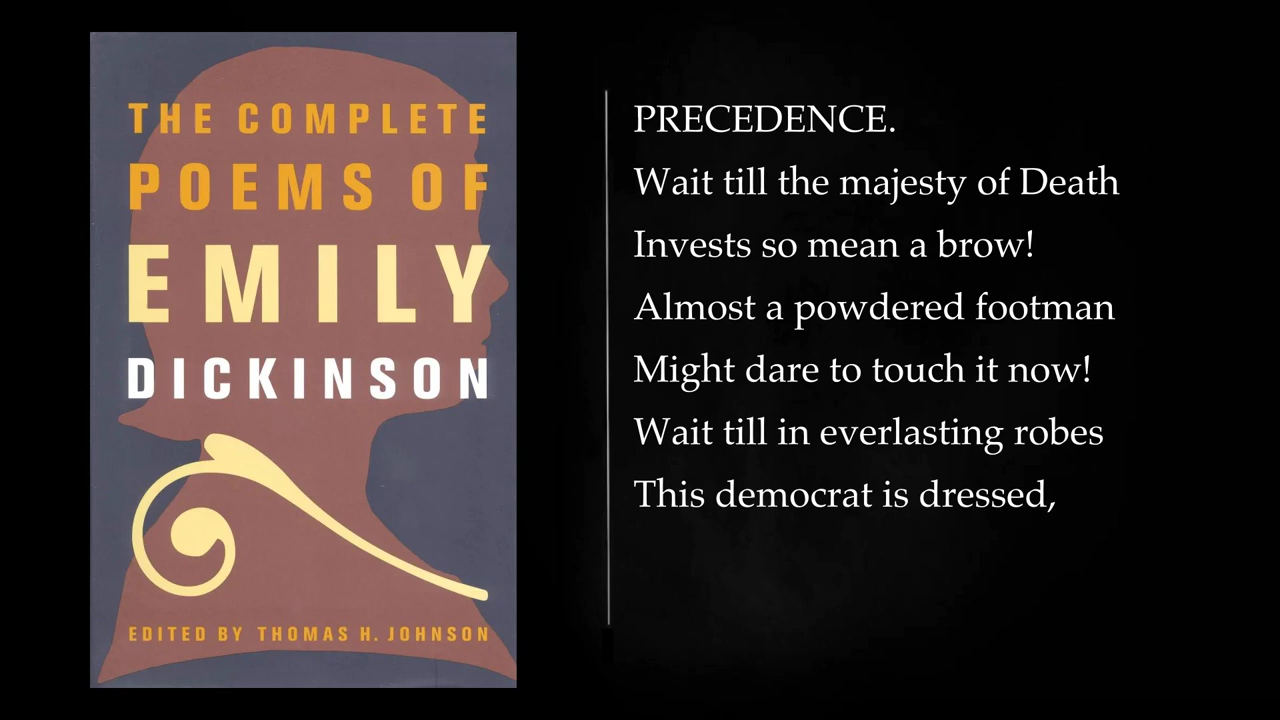 THE COMPLETE
POEMS OF
EMILY
DICKINSON
EDITED BY THOMAS H. JOHNSON
PRECEDENCE.
Wait till the majesty of Death
Invests so mean a brow!
Almost a powdered footman
Might dare to touch it now!
Wait till in everlasting robes
This democrat is dressed,